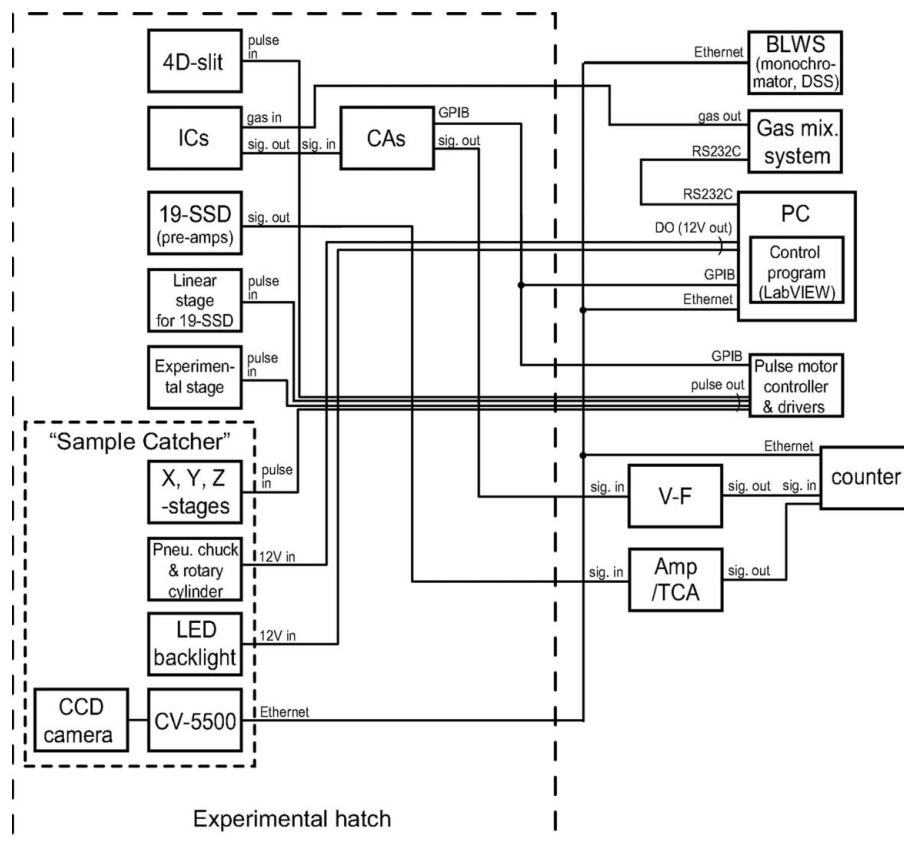 4D-slit
pulse
in
ICs
gas in
sig. out
sig. in
CAs
GPIB
sig. out
19-SSD
(pre-amps)
sig. out
Linear
stage
for 19-SSD
pulse
in
Experimen-
tal stage
pulse
in
“Sample Catcher”
X, Y, Z
-stages
pulse
in
Pneu. chuck
& rotary
cylinder
12V in
LED
backlight
12V in
CCD
camera
CV-5500
Ethernet
Experimental hatch
Ethernet
BLWS
(monochro-
mator, DSS)
gas out
Gas mix.
system
RS232C
RS232C
PC
DO (12V out)
Control
program
(LabVIEW)
GPIB
Ethernet
GPIB
Pulse motor
controller
& drivers
pulse out
Ethernet
counter
sig. in
V-F
sig. out
sig. in
sig. in
Amp
/TCA
sig. out